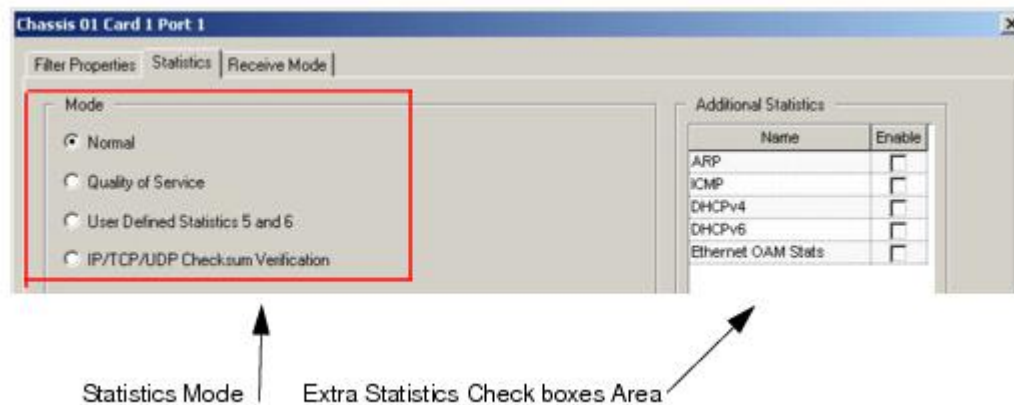 Chassis 01 Card 1 Port 1
Filter Properties Statistics Receive Mode
Mode
Normal
Quality of Service
User Defined Statistics 5 and 6
IP/TCP/UDP Checksum Verification
Additional Statistics
Name Enable
ARP
ICMP
DHCPv4
DHCPv6
Ethernet OAM Stats
Statistics Mode
Extra Statistics Check boxes Area